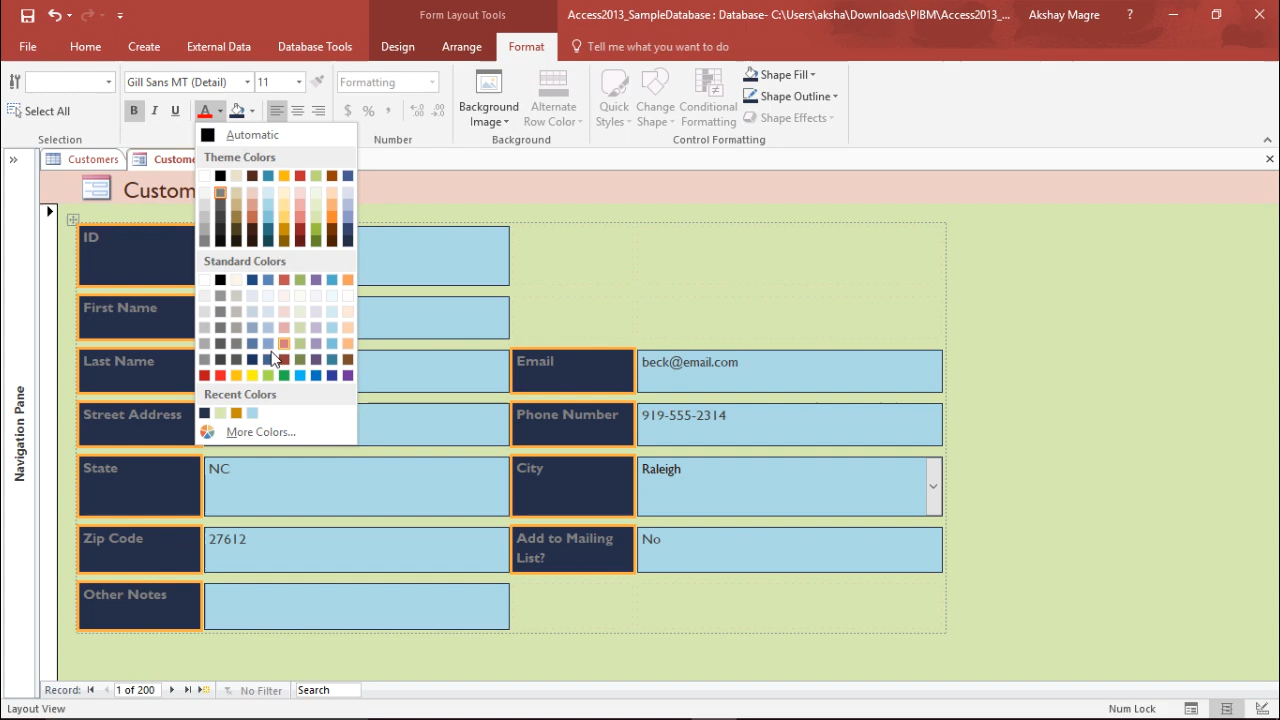 Form Layout Tools
Access2013_SampleDatabase : Database- C:\Users\aksha\Downloads\PIBM\Access2013_...
Akshay Magre
?
File
Home
Create
External Data
Database Tools
Design
Arrange
Format
Tell me what you want to do
Gill Sans MT (Detail)
11
Formatting
Shape Fill
Select All
B
I
U
A
$
%
Background Image
Alternate Row Color
Quick Styles
Change Shape
Conditional Formatting
Shape Outline
Shape Effects
Selection
Number
Background
Control Formatting
Automatic
Theme Colors
Standard Colors
Recent Colors
More Colors...
Customers
Custome
Custom
Navigation Pane
ID
First Name
Last Name
Email
beck@email.com
Street Address
Phone Number
919-555-2314
State
NC
City
Raleigh
Zip Code
27612
Add to Mailing
List?
No
Other Notes
Record:
1 of 200
No Filter
Search
Layout View
Num Lock